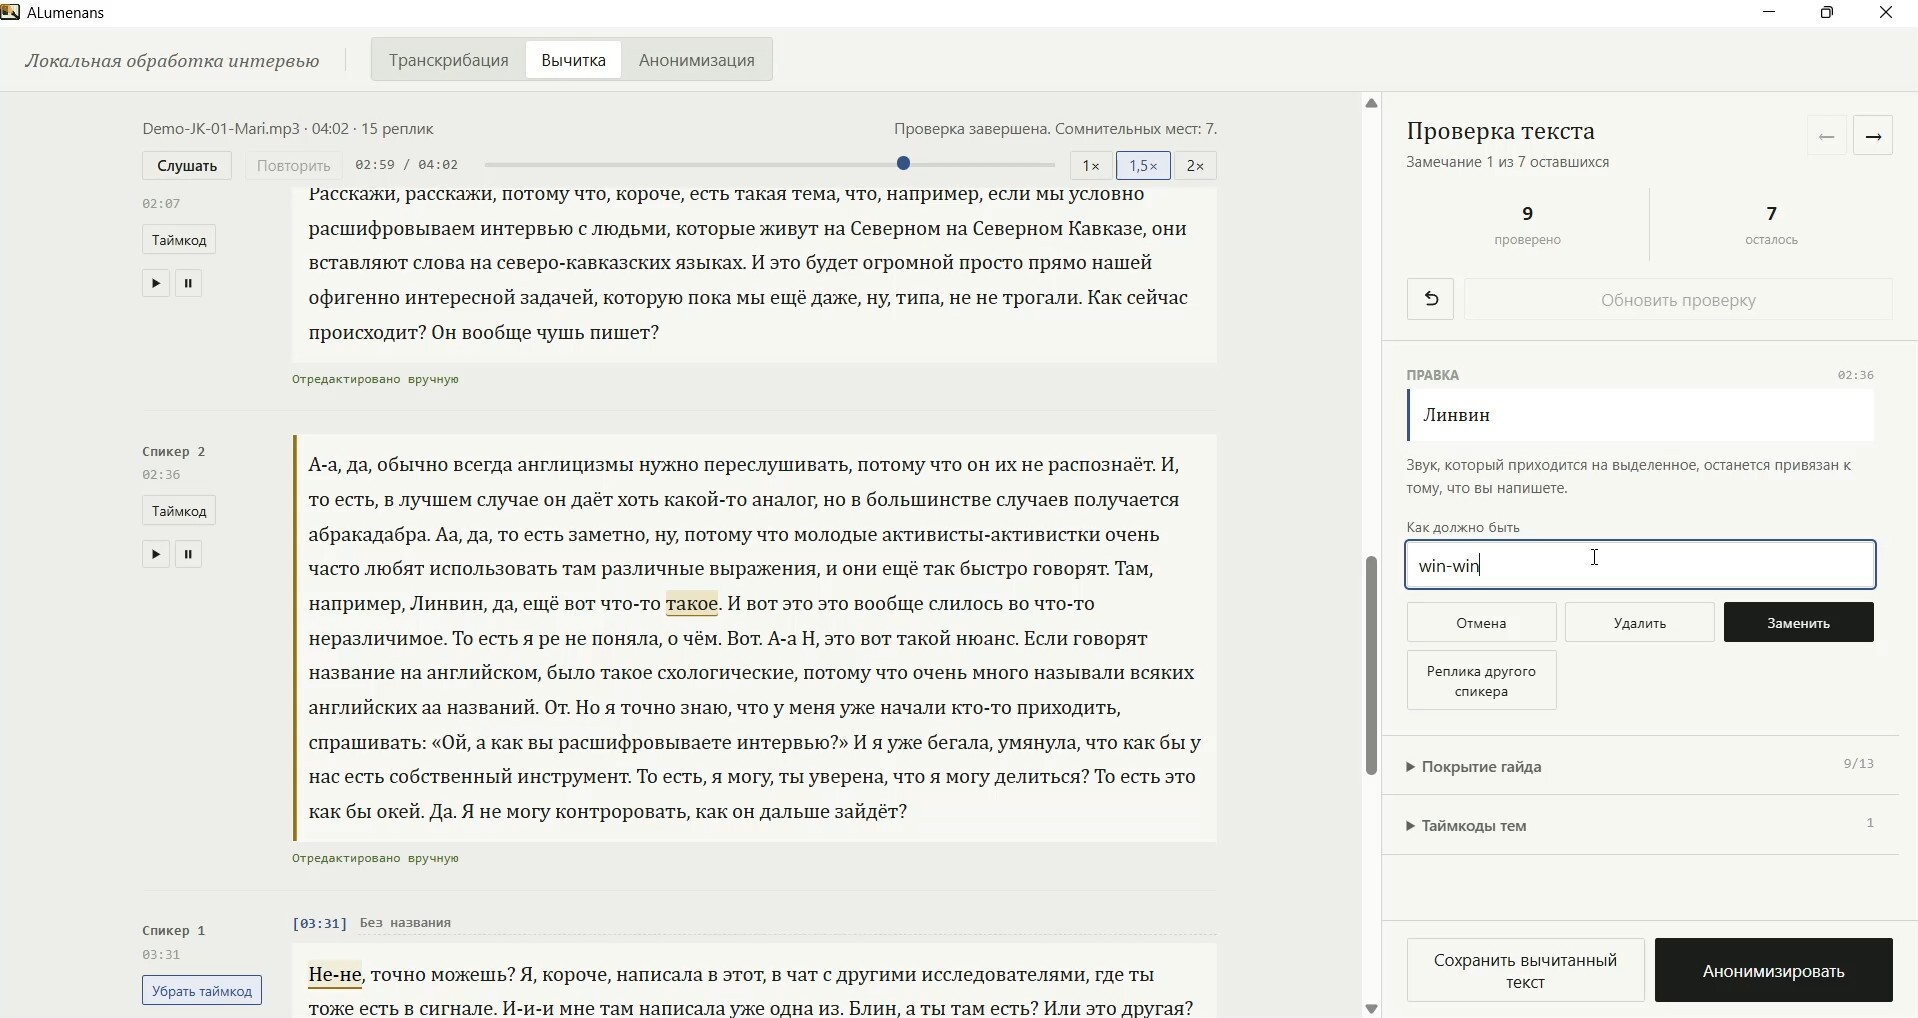 ALumenans
Локальная обработка интервью
Транскрибация
Вычитка
Анонимизация
Demo-JK-01-Mari.mp3 · 04:02 · 15 реплик
Проверка завершена. Сомнительных мест: 7.
Слушать
Повторить
02:59 / 04:02
1×
1,5×
2×
02:07
Таймкод
Расскажи, расскажи, потому что, короче, есть такая тема, что, например, если мы условно
расшифровываем интервью с людьми, которые живут на Северном на Северном Кавказе, они
вставляют слова на северо-кавказских языках. И это будет огромной просто прямо нашей
офигенно интересной задачей, которую пока мы ещё даже, ну, типа, не не трогали. Как сейчас
происходит? Он вообще чушь пишет?
Отредактировано вручную
Спикер 2
02:36
Таймкод
А-а, да, обычно всегда англицизмы нужно переслушивать, потому что он их не распознаёт. И,
то есть, в лучшем случае он даёт хоть какой-то аналог, но в большинстве случаев получается
абракадабра. Аа, да, то есть заметно, ну, потому что молодые активисты-активистки очень
часто любят использовать там различные выражения, и они ещё так быстро говорят. Там,
например, Линвин, да, ещё вот что-то такое. И вот это это вообще слилось во что-то
неразличимое. То есть я ре не поняла, о чём. Вот. А-а Н, это вот такой нюанс. Если говорят
название на английском, было такое схологические, потому что очень много называли всяких
английских аа названий. От. Но я точно знаю, что у меня уже начали кто-то приходить,
спрашивать: «Ой, а как вы расшифровываете интервью?» И я уже бегала, умянула, что как бы у
нас есть собственный инструмент. То есть, я могу, ты уверена, что я могу делиться? То есть это
как бы окей. Да. Я не могу контроровать, как он дальше зайдёт?
Отредактировано вручную
Спикер 1
03:31
Убрать таймкод
[03:31] Без названия
Не-не, точно можешь? Я, короче, написала в этот, в чат с другими исследователями, где ты
тоже есть в сигнале. И-и-и мне там написала уже одна из. Блин, а ты там есть? Или это другая?
Проверка текста
Замечание 1 из 7 оставшихся
←
→
9
проверено
7
осталось
Обновить проверку
ПРАВКА
02:36
Линвин
Звук, который приходится на выделенное, останется привязан к
тому, что вы напишете.
Как должно быть
win-win
Отмена
Удалить
Заменить
Реплика другого
спикера
Покрытие гайда
9/13
Таймкоды тем
1
Сохранить вычитанный
текст
Анонимизировать